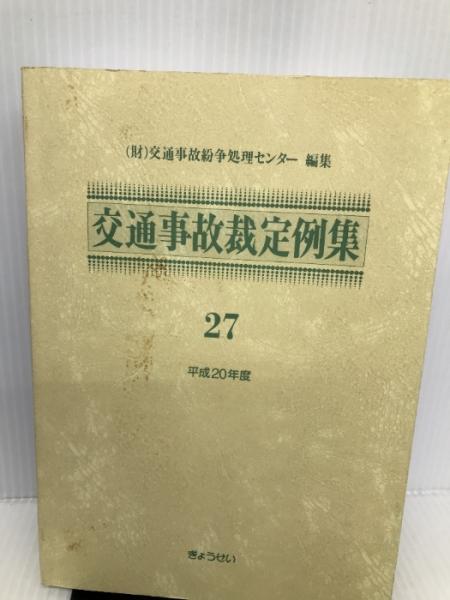 (財)交通事故紛争処理センター 編集
交通事故裁定例集
27
平成20年度
ぎょうせい